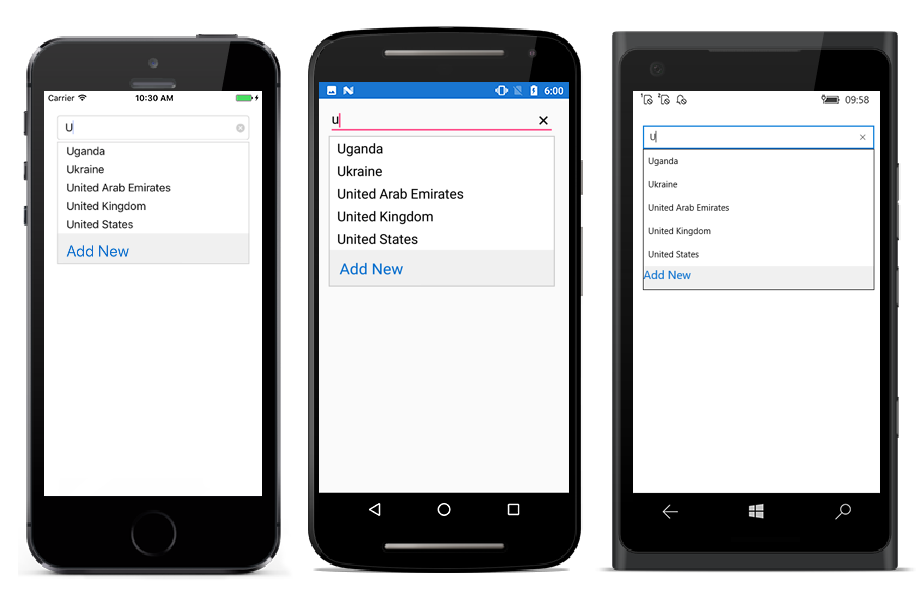 Carrier 10:30 AM
U
Uganda
Ukraine
United Arab Emirates
United Kingdom
United States
Add New
6:00
u
Uganda
Ukraine
United Arab Emirates
United Kingdom
United States
Add New
1 2 09:58
U
Uganda
Ukraine
United Arab Emirates
United Kingdom
United States
Add New